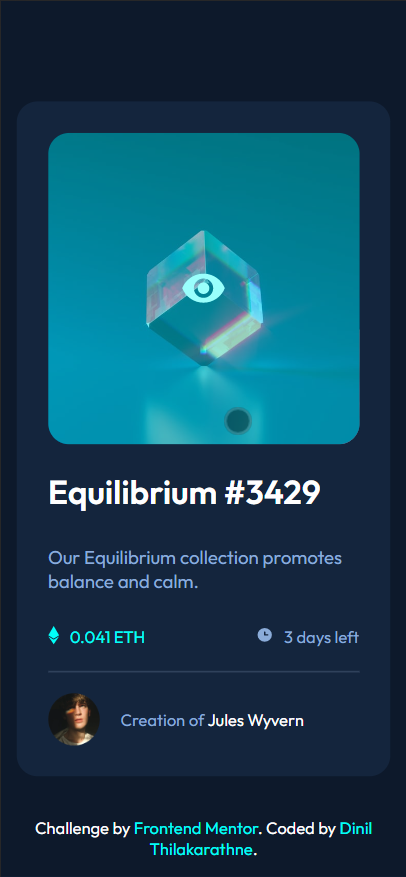 Equilibrium #3429
Our Equilibrium collection promotes
balance and calm.
0.041 ETH
3 days left
Creation of Jules Wyvern
Challenge by Frontend Mentor. Coded by Dinil
Thilakarathne.